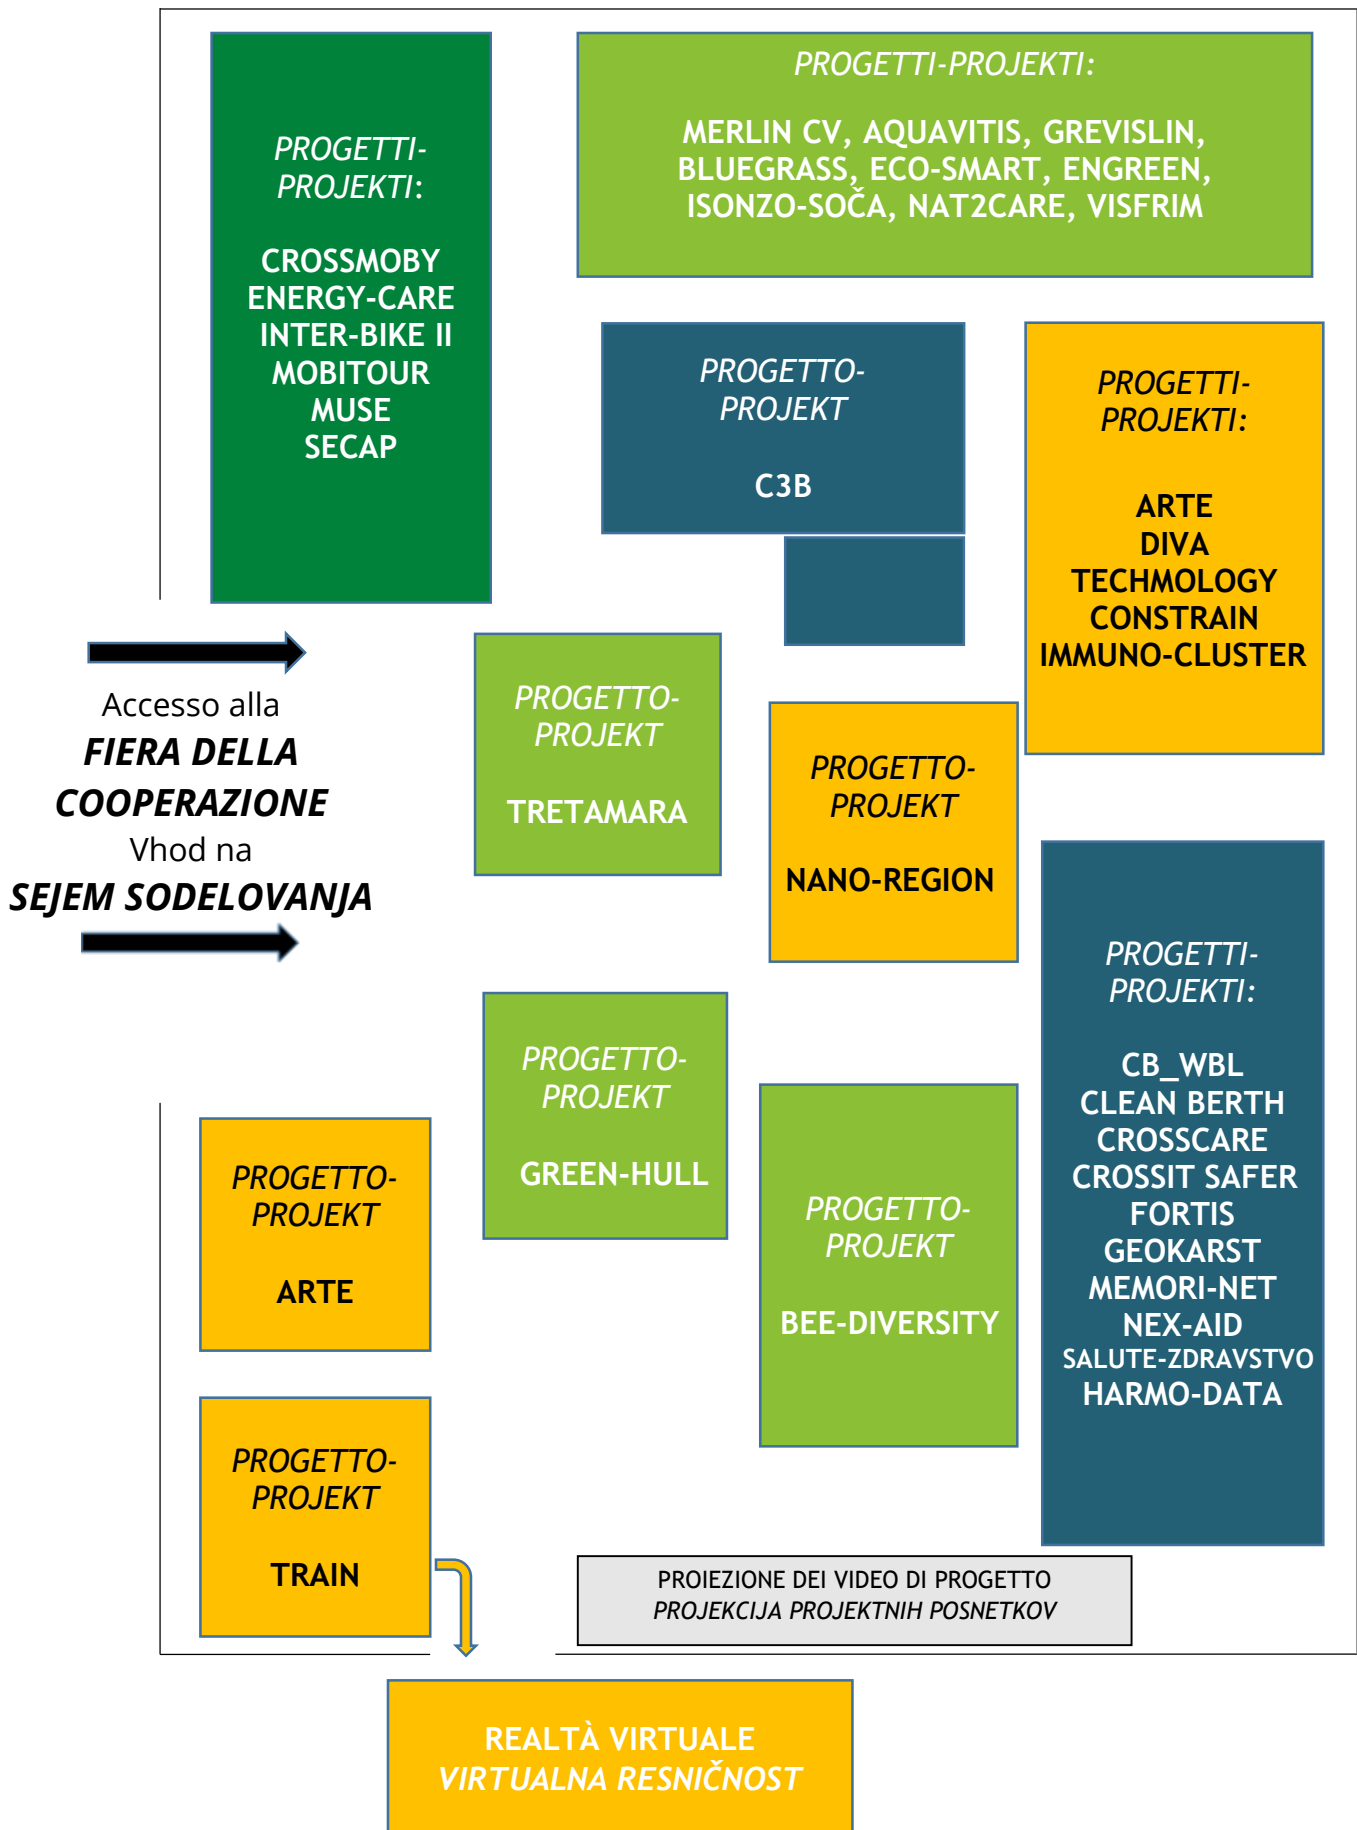 PROGETTI-
PROJEKTI:
CROSSMOBY
ENERGY-CARE
INTER-BIKE II
MOBITOUR
MUSE
SECAP
PROGETTI-PROJEKTI:
MERLIN CV, AQUAVITIS, GREVISLIN,
BLUEGRASS, ECO-SMART, ENGREEN,
ISONZO-SOČA, NAT2CARE, VISFRIM
PROGETTO-
PROJEKT
C3B
PROGETTI-
PROJEKTI:
ARTE
DIVA
TECHMOLOGY
CONSTRAIN
IMMUNO-CLUSTER
Accesso alla
FIERA DELLA
COOPERAZIONE
Vhod na
SEJEM SODELOVANJA
PROGETTO-
PROJEKT
TRETAMARA
PROGETTO-
PROJEKT
NANO-REGION
PROGETTI-
PROJEKTI:
CB_WBL
CLEAN BERTH
CROSSCARE
CROSSIT SAFER
FORTIS
GEOKARST
MEMORI-NET
NEX-AID
SALUTE-ZDRAVSTVO
HARMO-DATA
PROGETTO-
PROJEKT
GREEN-HULL
PROGETTO-
PROJEKT
BEE-DIVERSITY
PROGETTO-
PROJEKT
ARTE
PROGETTO-
PROJEKT
TRAIN
PROIEZIONE DEI VIDEO DI PROGETTO
PROJEKCIJA PROJEKTNIH POSNETKOV
REALTÀ VIRTUALE
VIRTUALNA RESNIČNOST